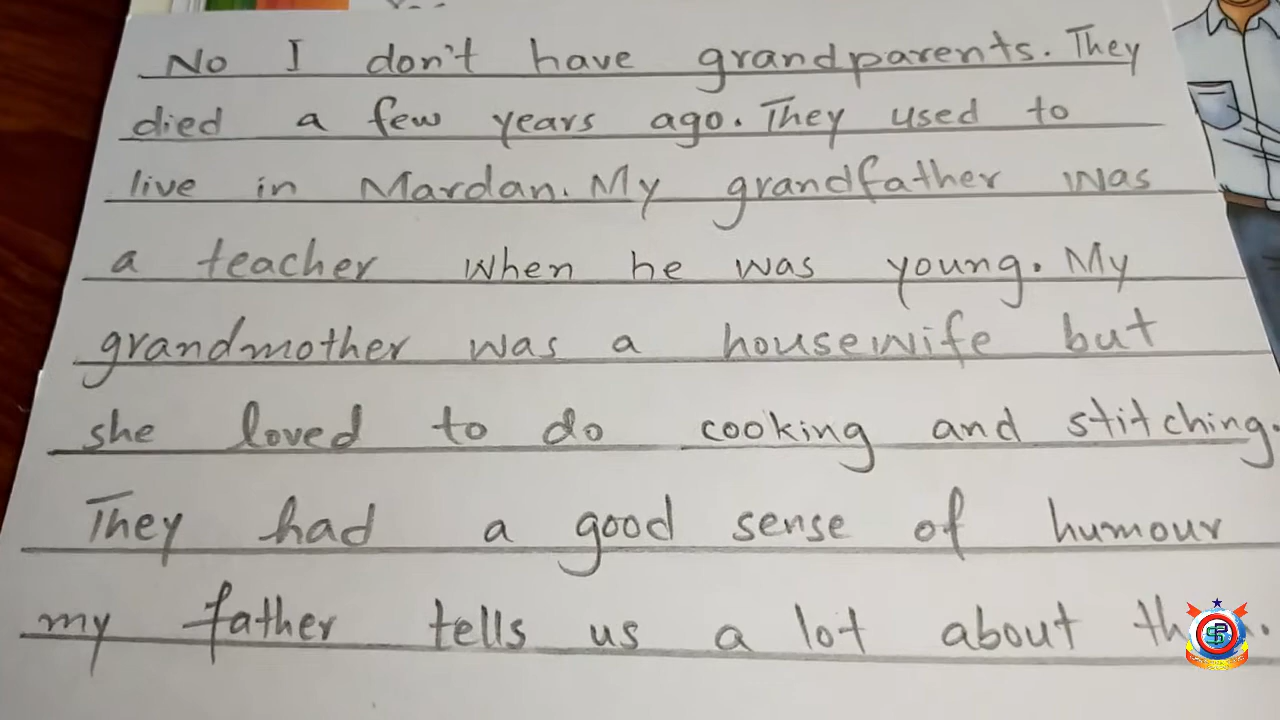 No I don't have grandparents. They
died a few years ago. They used to
live in Mardan. My grandfather was
a teacher when he was young. My
grandmother was a housewife but
she loved to do cooking and stitching.
They had a good sense of humour
my father tells us a lot about